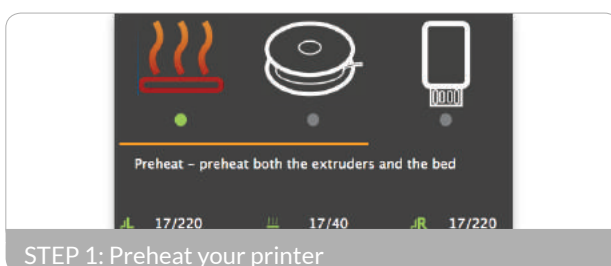 Preheat – preheat both the extruders and the bed
L 17/220 17/40 R 17/220
STEP 1: Preheat your printer